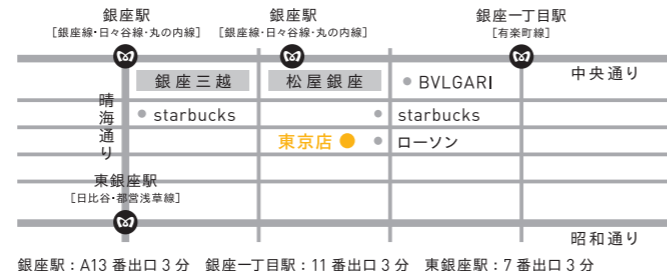 銀座駅
[銀座線・日々谷線・丸の内線]
銀座駅
[銀座線・日々谷線・丸の内線]
銀座一丁目駅
[有楽町線]
中央通り
銀座三越
松屋銀座
BVLGARI
晴海通り
starbucks
starbucks
東京店
ローソン
東銀座駅
[日比谷・都営浅草線]
昭和通り
銀座駅：A13 番出口 3 分　銀座一丁目駅：11 番出口 3 分　東銀座駅：7 番出口 3 分